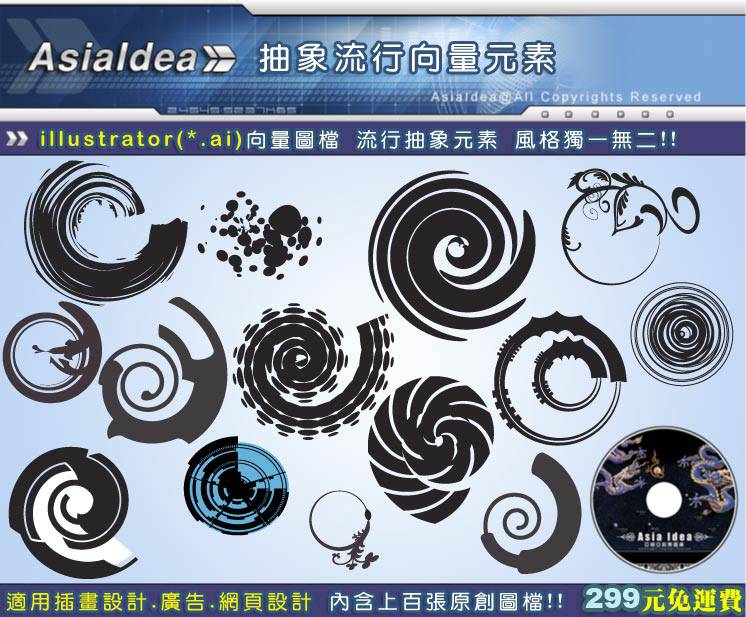 AsiaIdea 抽象流行向量元素
AsiaIdea@All Copyrights Reserved
illustrator(*.ai)向量圖檔 流行抽象元素 風格獨一無二!!
Asia Idea
適用插畫設計.廣告.網頁設計 內含上百張原創圖檔!! 299元免運費